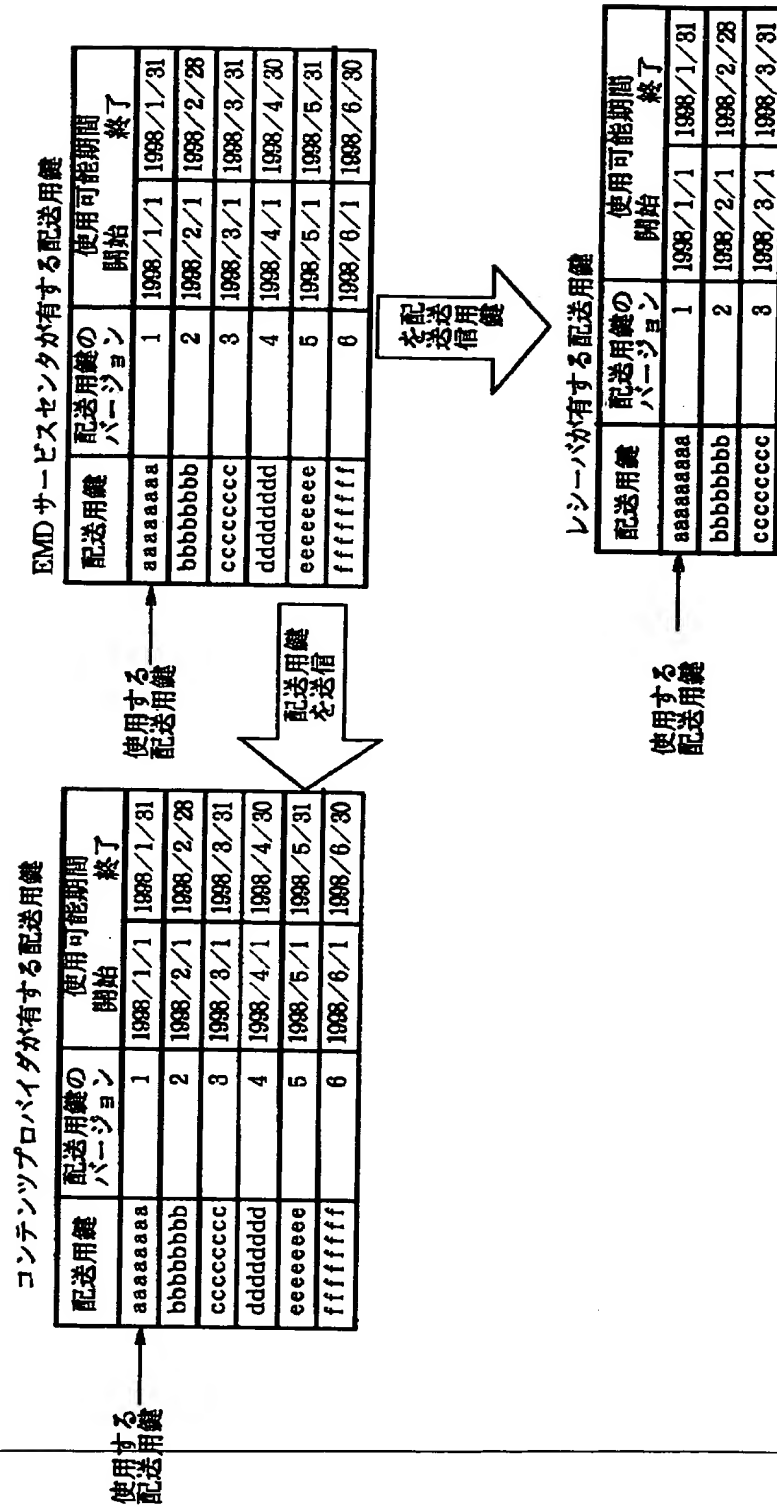 コンテンツプロバイダが有する配送用鍵
配送用鍵
配送用鍵の
バージョン
使用可能期間
開始 終了
aaaaaaaa 1 1998/1/1 1998/1/31
bbbbbbbb 2 1998/2/1 1998/2/28
cccccccc 3 1998/3/1 1998/3/31
dddddddd 4 1998/4/1 1998/4/30
eeeeeeee 5 1998/5/1 1998/5/31
ffffffff 6 1998/6/1 1998/6/30
使用する
配送用鍵
配送用鍵
を送信
EMDサービスセンタが有する配送用鍵
配送用鍵
配送用鍵の
バージョン
使用可能期間
開始 終了
aaaaaaaa 1 1998/1/1 1998/1/31
bbbbbbbb 2 1998/2/1 1998/2/28
cccccccc 3 1998/3/1 1998/3/31
dddddddd 4 1998/4/1 1998/4/30
eeeeeeee 5 1998/5/1 1998/5/31
ffffffff 6 1998/6/1 1998/6/30
使用する
配送用鍵
配送用鍵
を送信
レシーバが有する配送用鍵
配送用鍵
配送用鍵の
バージョン
使用可能期間
開始 終了
aaaaaaaa 1 1998/1/1 1998/1/31
bbbbbbbb 2 1998/2/1 1998/2/28
cccccccc 3 1998/3/1 1998/3/31
使用する
配送用鍵